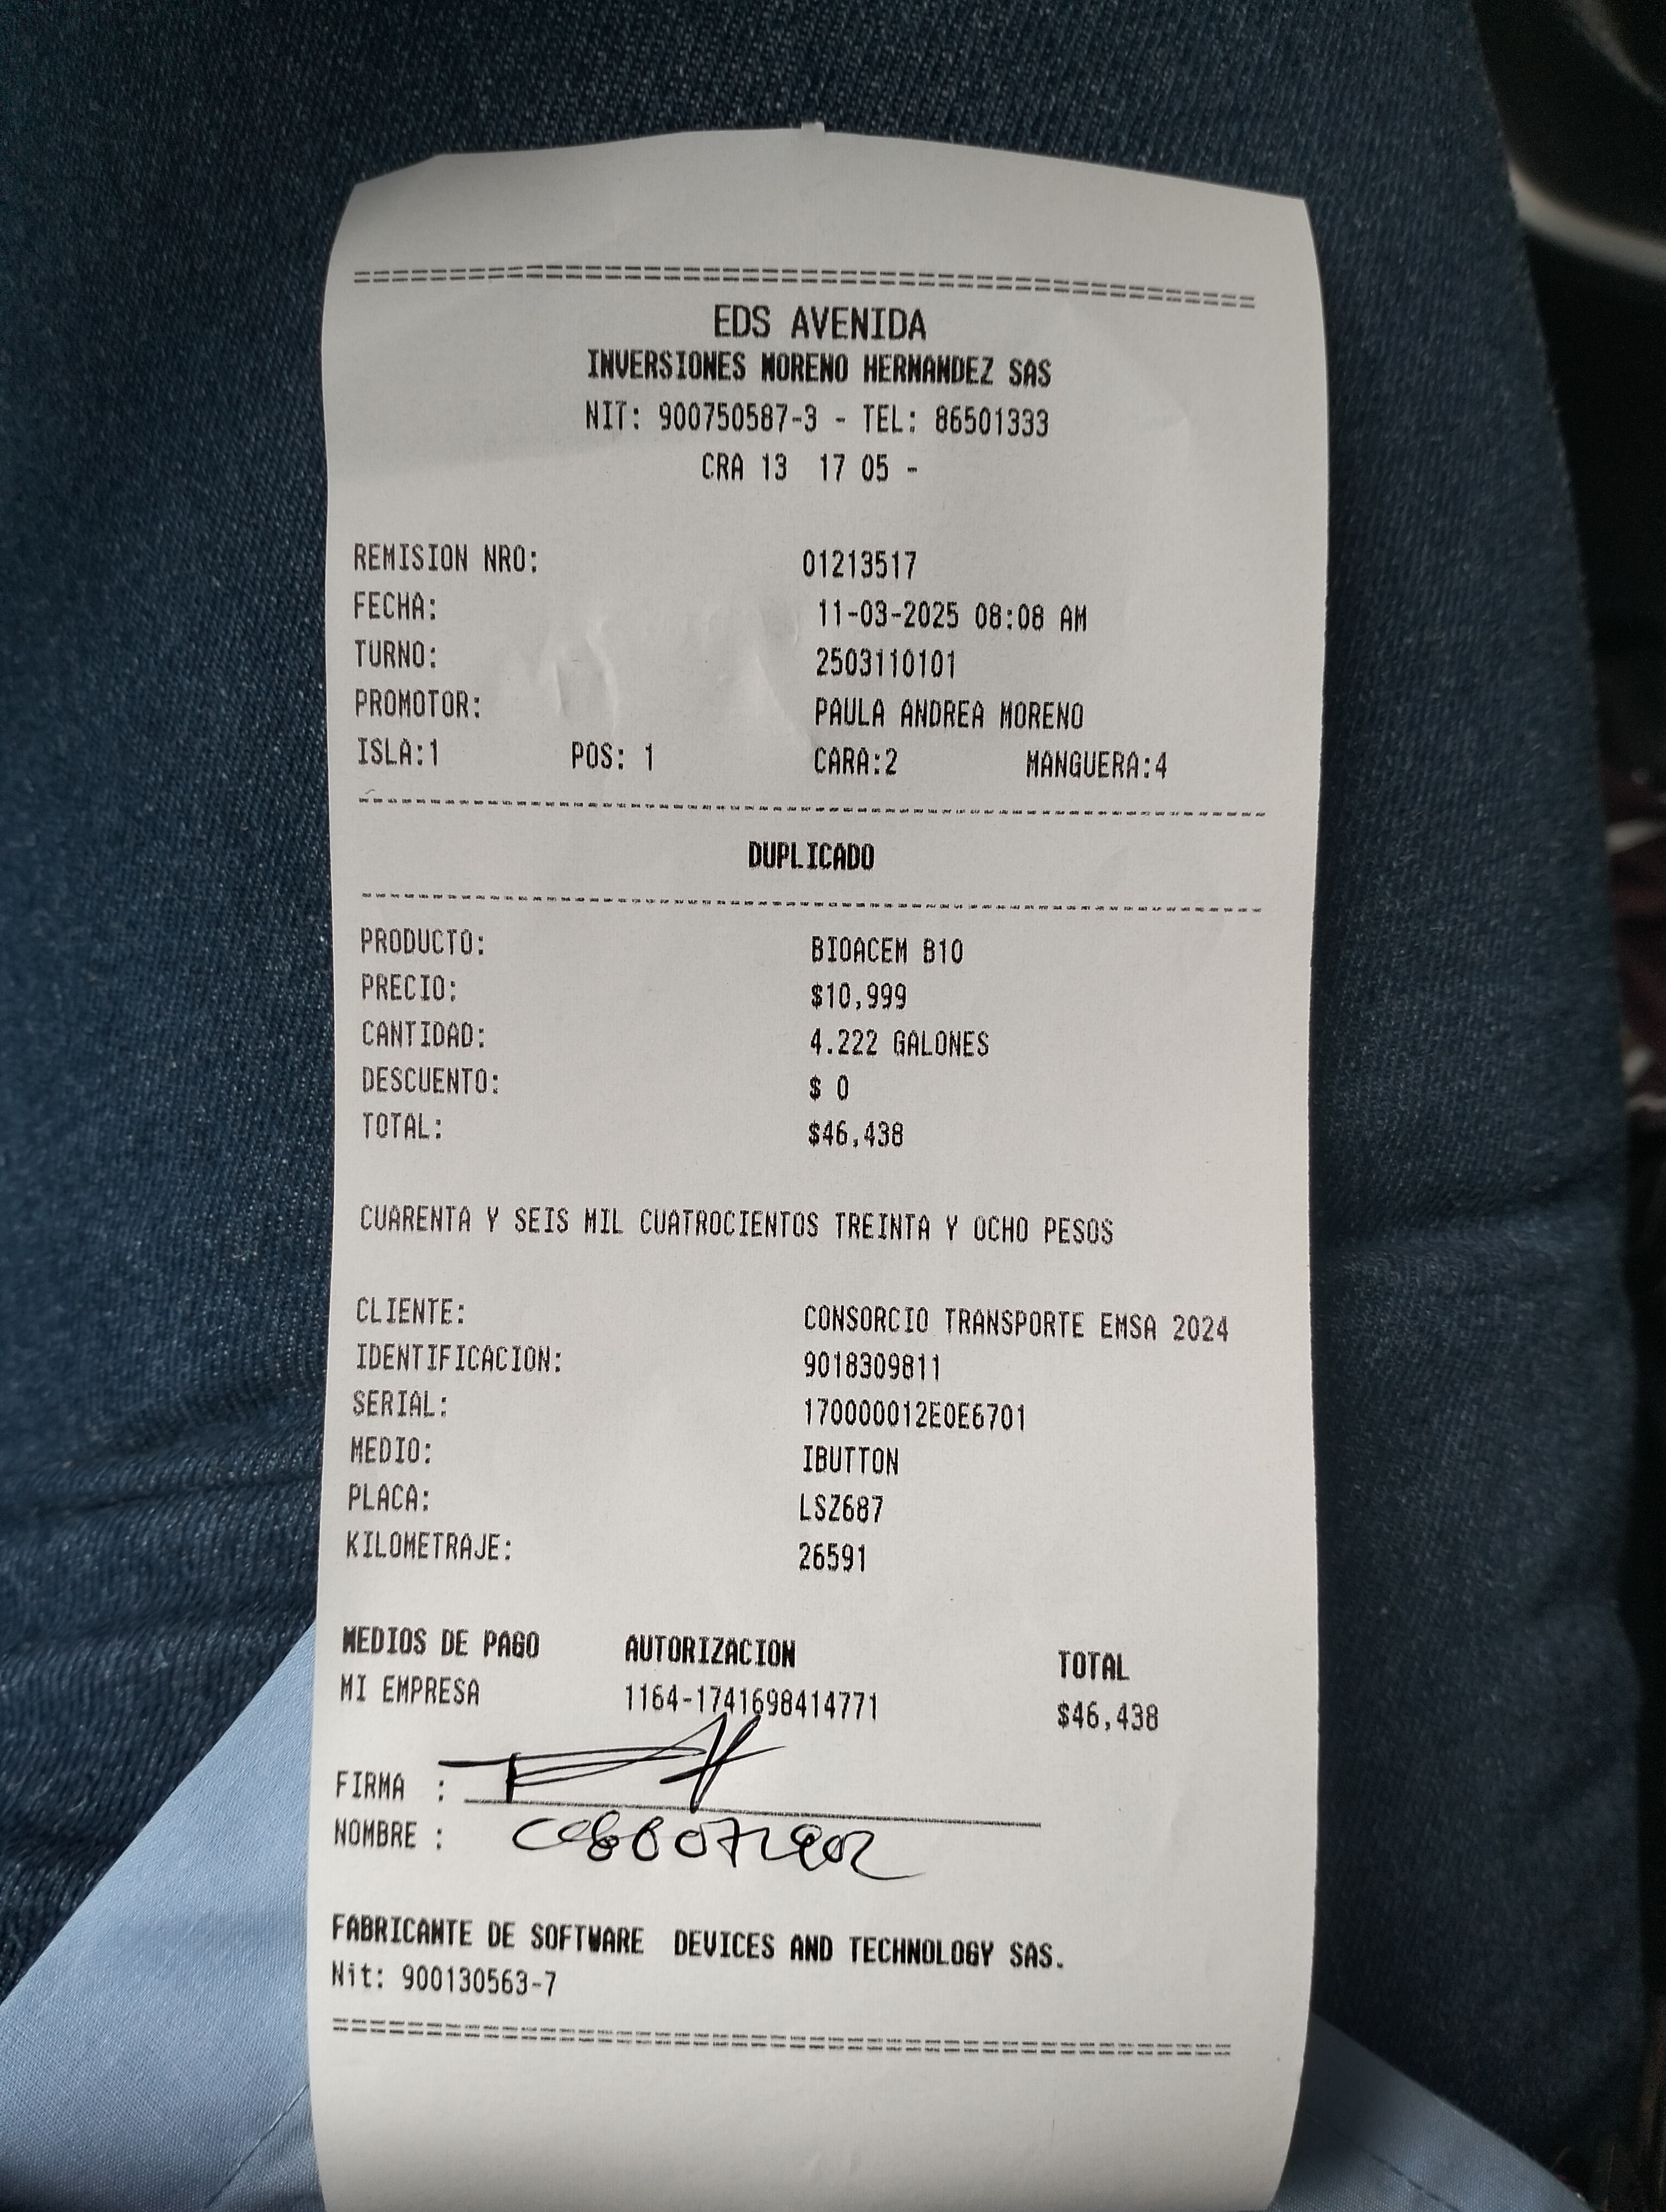 EDS AVENIDA
INVERSIONES MORENO HERNANDEZ SAS
NIT: 900750587-3 - TEL: 86501333
CRA 13 17 05 -
REMISION NRO: 01213517
FECHA: 11-03-2025 08:08 AM
TURNO: 2503110101
PROMOTOR: PAULA ANDREA MORENO
ISLA:1 POS: 1 CARA:2 MANGUERA:4
DUPLICADO
PRODUCTO: BIOACEM B10
PRECIO: $10,999
CANTIDAD: 4.222 GALONES
DESCUENTO: $ 0
TOTAL: $46,438
CUARENTA Y SEIS MIL CUATROCIENTOS TREINTA Y OCHO PESOS
CLIENTE: CONSORCIO TRANSPORTE EMSA 2024
IDENTIFICACION: 9018309811
SERIAL: 170000012E0E6701
MEDIO: IBUTTON
PLACA: LSZ687
KILOMETRAJE: 26591
MEDIOS DE PAGO AUTORIZACION TOTAL
MI EMPRESA 1164-1741698414771 $46,438
FIRMA :
NOMBRE :
FABRICANTE DE SOFTWARE DEVICES AND TECHNOLOGY SAS.
Nit: 900130563-7